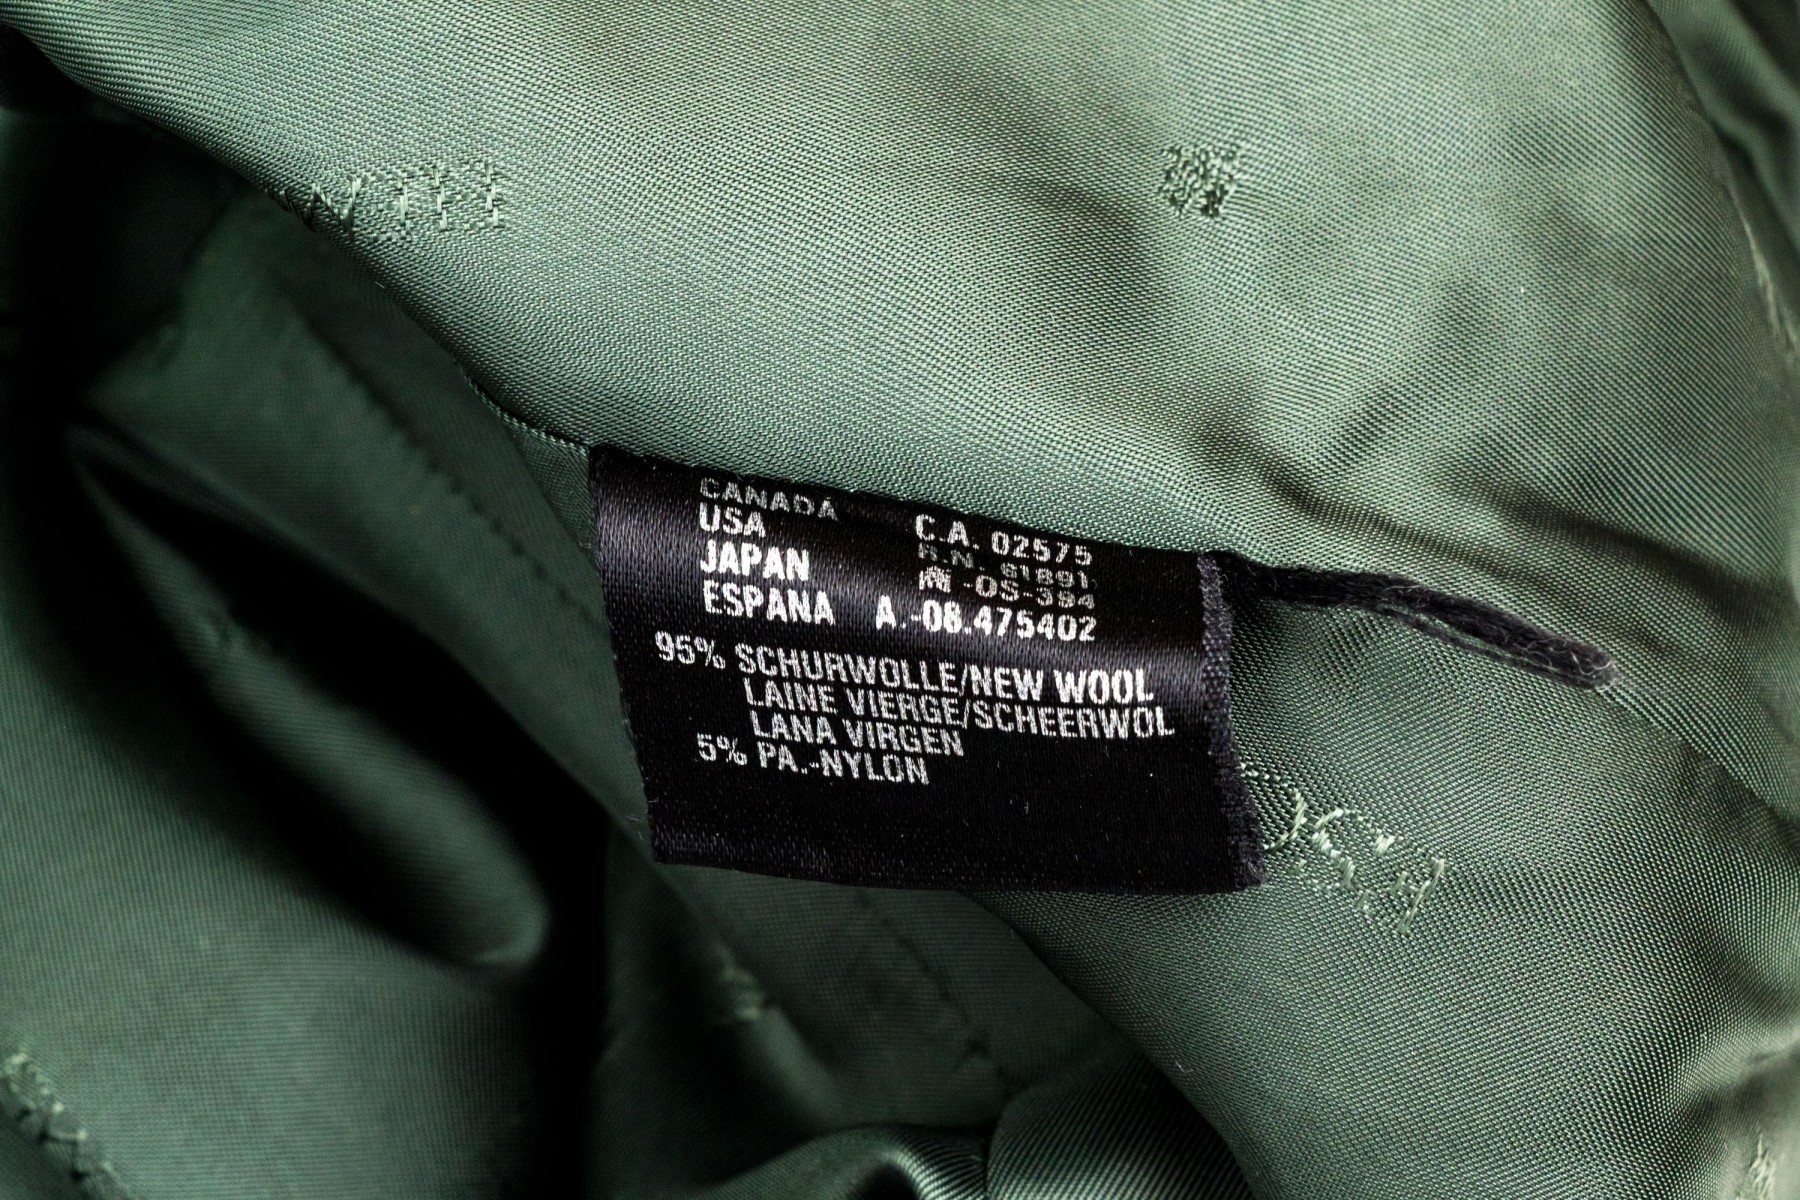 CANADA C.A. 02575
USA R.N. 81891
JAPAN -OS-394
ESPANA A.-08.475402
95% SCHURWOLLE/NEW WOOL
LAINE VIERGE/SCHEERWOL
LANA VIRGEN
5% PA.-NYLON